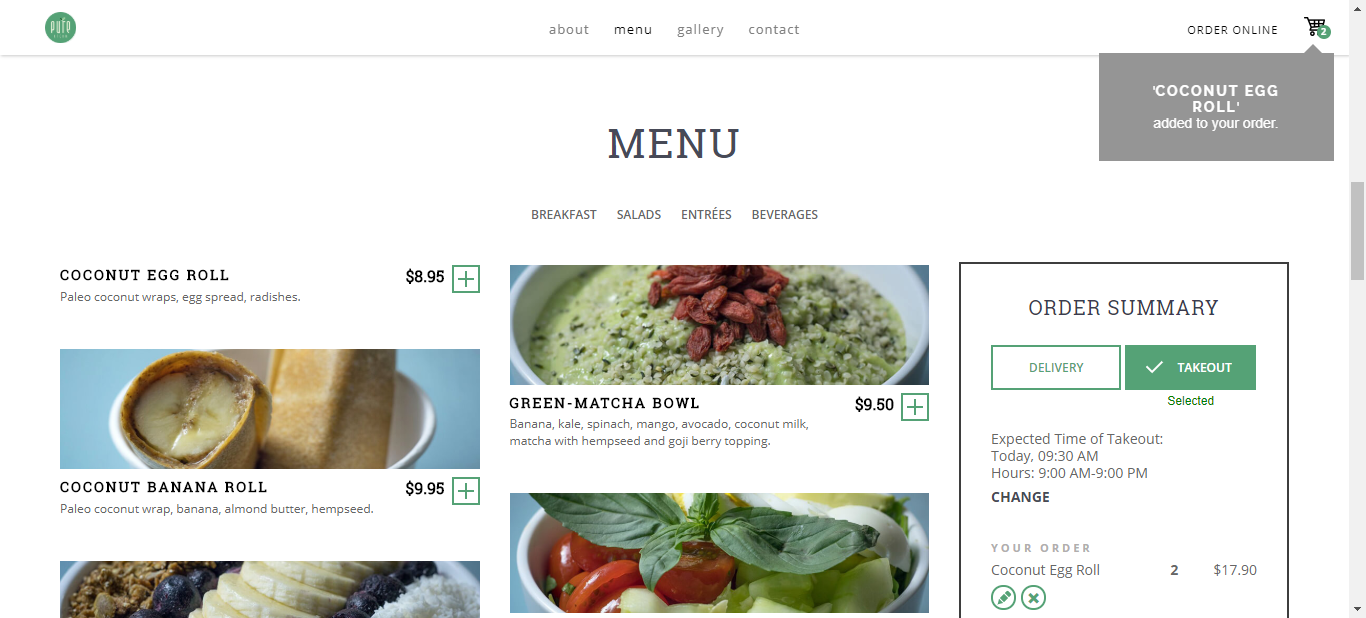 pure
about
menu
gallery
contact
ORDER ONLINE
2
'COCONUT EGG
ROLL'
added to your order.
MENU
BREAKFAST
SALADS
ENTRÉES
BEVERAGES
COCONUT EGG ROLL
$8.95
Paleo coconut wraps, egg spread, radishes.
COCONUT BANANA ROLL
$9.95
Paleo coconut wrap, banana, almond butter, hempseed.
GREEN-MATCHA BOWL
$9.50
Banana, kale, spinach, mango, avocado, coconut milk,
matcha with hempseed and goji berry topping.
ORDER SUMMARY
DELIVERY
TAKEOUT
Selected
Expected Time of Takeout:
Today, 09:30 AM
Hours: 9:00 AM-9:00 PM
CHANGE
YOUR ORDER
Coconut Egg Roll 2 $17.90